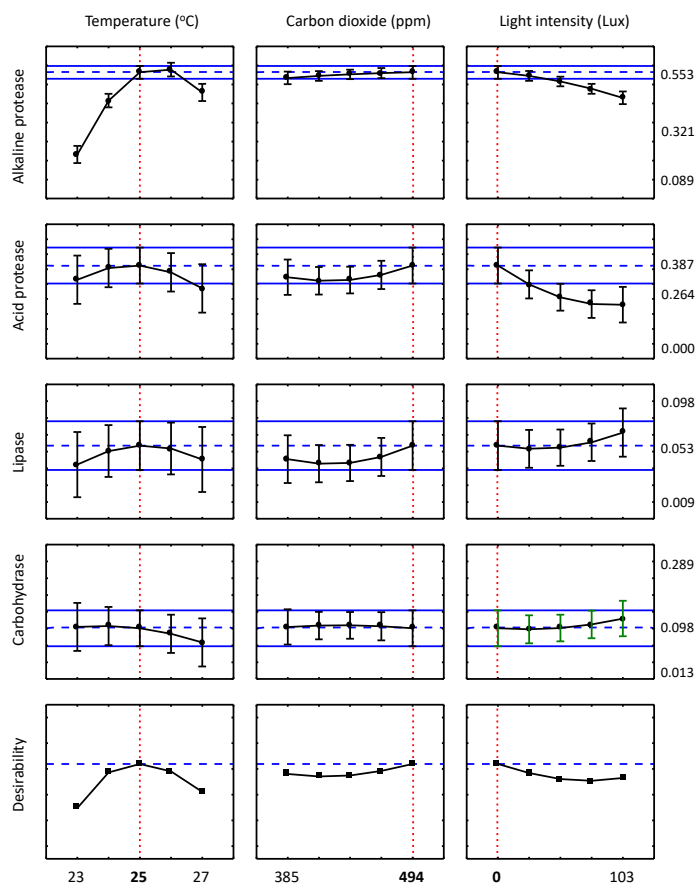 Temperature (°C) Carbon dioxide (ppm) Light intensity (Lux)
Alkaline protease
0.553
0.321
0.089
Acid protease
0.387
0.264
0.000
Lipase
0.098
0.053
0.009
Carbohydrase
0.289
0.098
0.013
Desirability
23 25 27 385 494 0 103